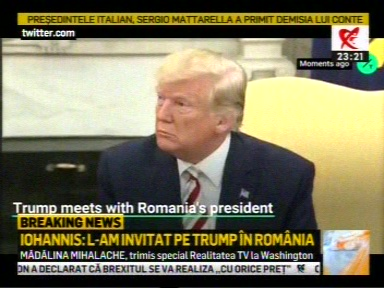 PREȘEDINTELE ITALIAN, SERGIO MATTARELLA A PRIMIT DEMISIA LUI CONTE
twitter.com
23:21
Moments ago
Trump meets with Romania's president
BREAKING NEWS
IOHANNIS: L-AM INVITAT PE TRUMP ÎN ROMÂNIA
MĂDĂLINA MIHALACHE, trimis special Realitatea TV la Washington
ON A DECLARAT CĂ BREXITUL SE VA REALIZA „CU ORICE PREȚ"